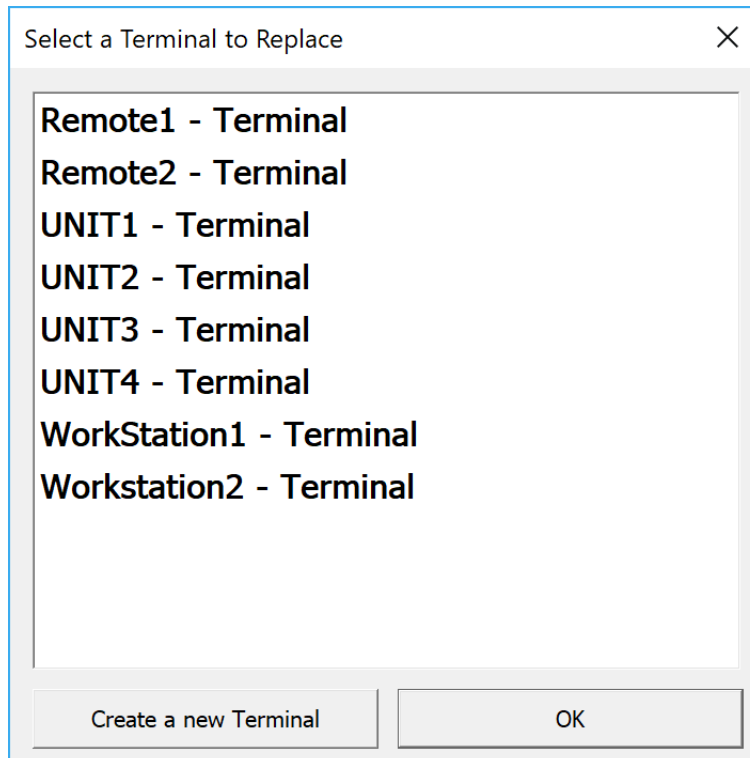 Select a Terminal to Replace
Remote1 - Terminal
Remote2 - Terminal
UNIT1 - Terminal
UNIT2 - Terminal
UNIT3 - Terminal
UNIT4 - Terminal
WorkStation1 - Terminal
Workstation2 - Terminal
Create a new Terminal
OK